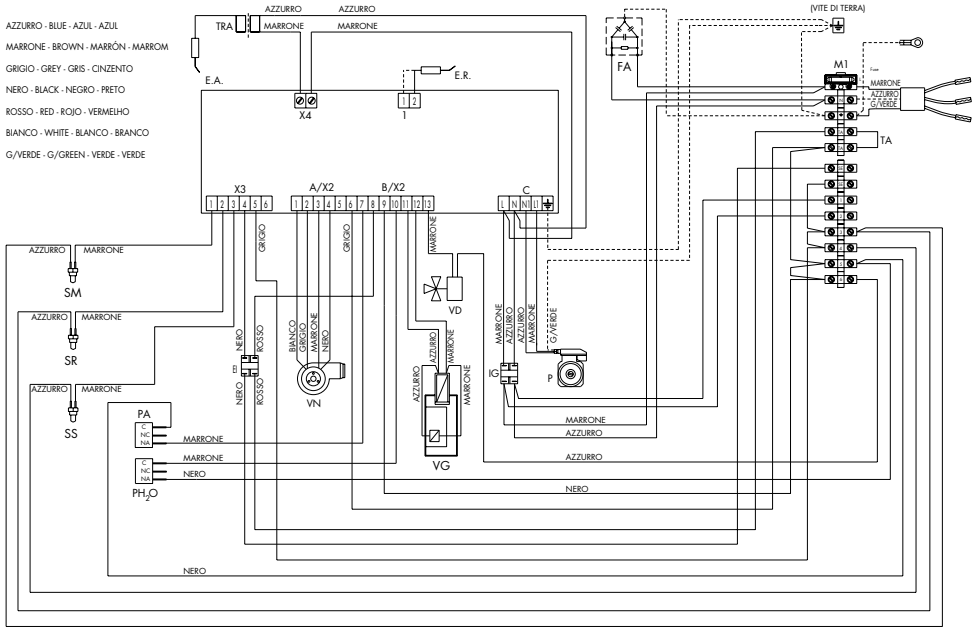 AZZURRO - BLUE - AZUL - AZUL
MARRONE - BROWN - MARRÓN - MARROM
GRIGIO - GREY - GRIS - CINZENTO
NERO - BLACK - NEGRO - PRETO
ROSSO - RED - ROJO - VERMELHO
BIANCO - WHITE - BLANCO - BRANCO
G/VERDE - G/GREEN - VERDE - VERDE
TRA
AZZURRO AZZURRO
MARRONE MARRONE
E.A.
E.R.
1 2
1
X4
FA
(VITE DI TERRA)
M1
Fuse
MARRONE
AZZURRO
G/VERDE
TA
X3
1 2 3 4 5 6
A/X2 B/X2
1 2 3 4 5 6 7 8 9 10 11 12 13
C
L N N1 L1
GRIGIO
GRIGIO
MARRONE
AZZURRO MARRONE
SM
AZZURRO MARRONE
SR
AZZURRO MARRONE
SS
NERO
ROSSO
EI
NERO
ROSSO
BIANCO
GRIGIO
MARRONE
NERO
VN
VD
AZZURRO
MARRONE
AZZURRO
MARRONE
VG
MARRONE
AZZURRO
AZZURRO
MARRONE
G/VERDE
IG
P
PA
C
NC
NA
MARRONE
C
NC
NA
MARRONE
NERO
PH2O
MARRONE
AZZURRO
AZZURRO
NERO
NERO